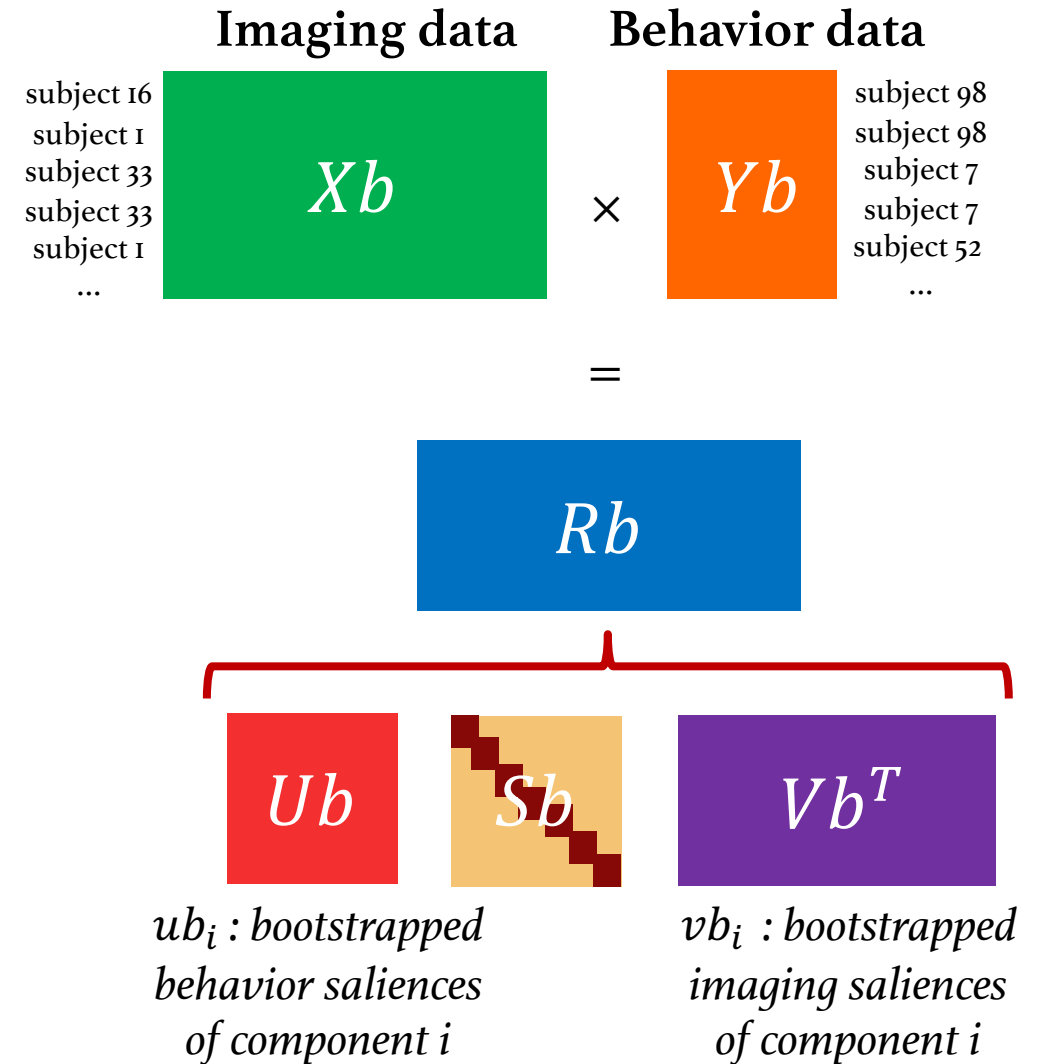 Imaging data
Behavior data
subject 16
subject 1
subject 33
subject 33
subject 1
...
Xb
×
Yb
subject 98
subject 98
subject 7
subject 7
subject 52
...
=
Rb
Ub
Sb
Vb^T
ub_i : bootstrapped
behavior saliences
of component i
vb_i : bootstrapped
imaging saliences
of component i